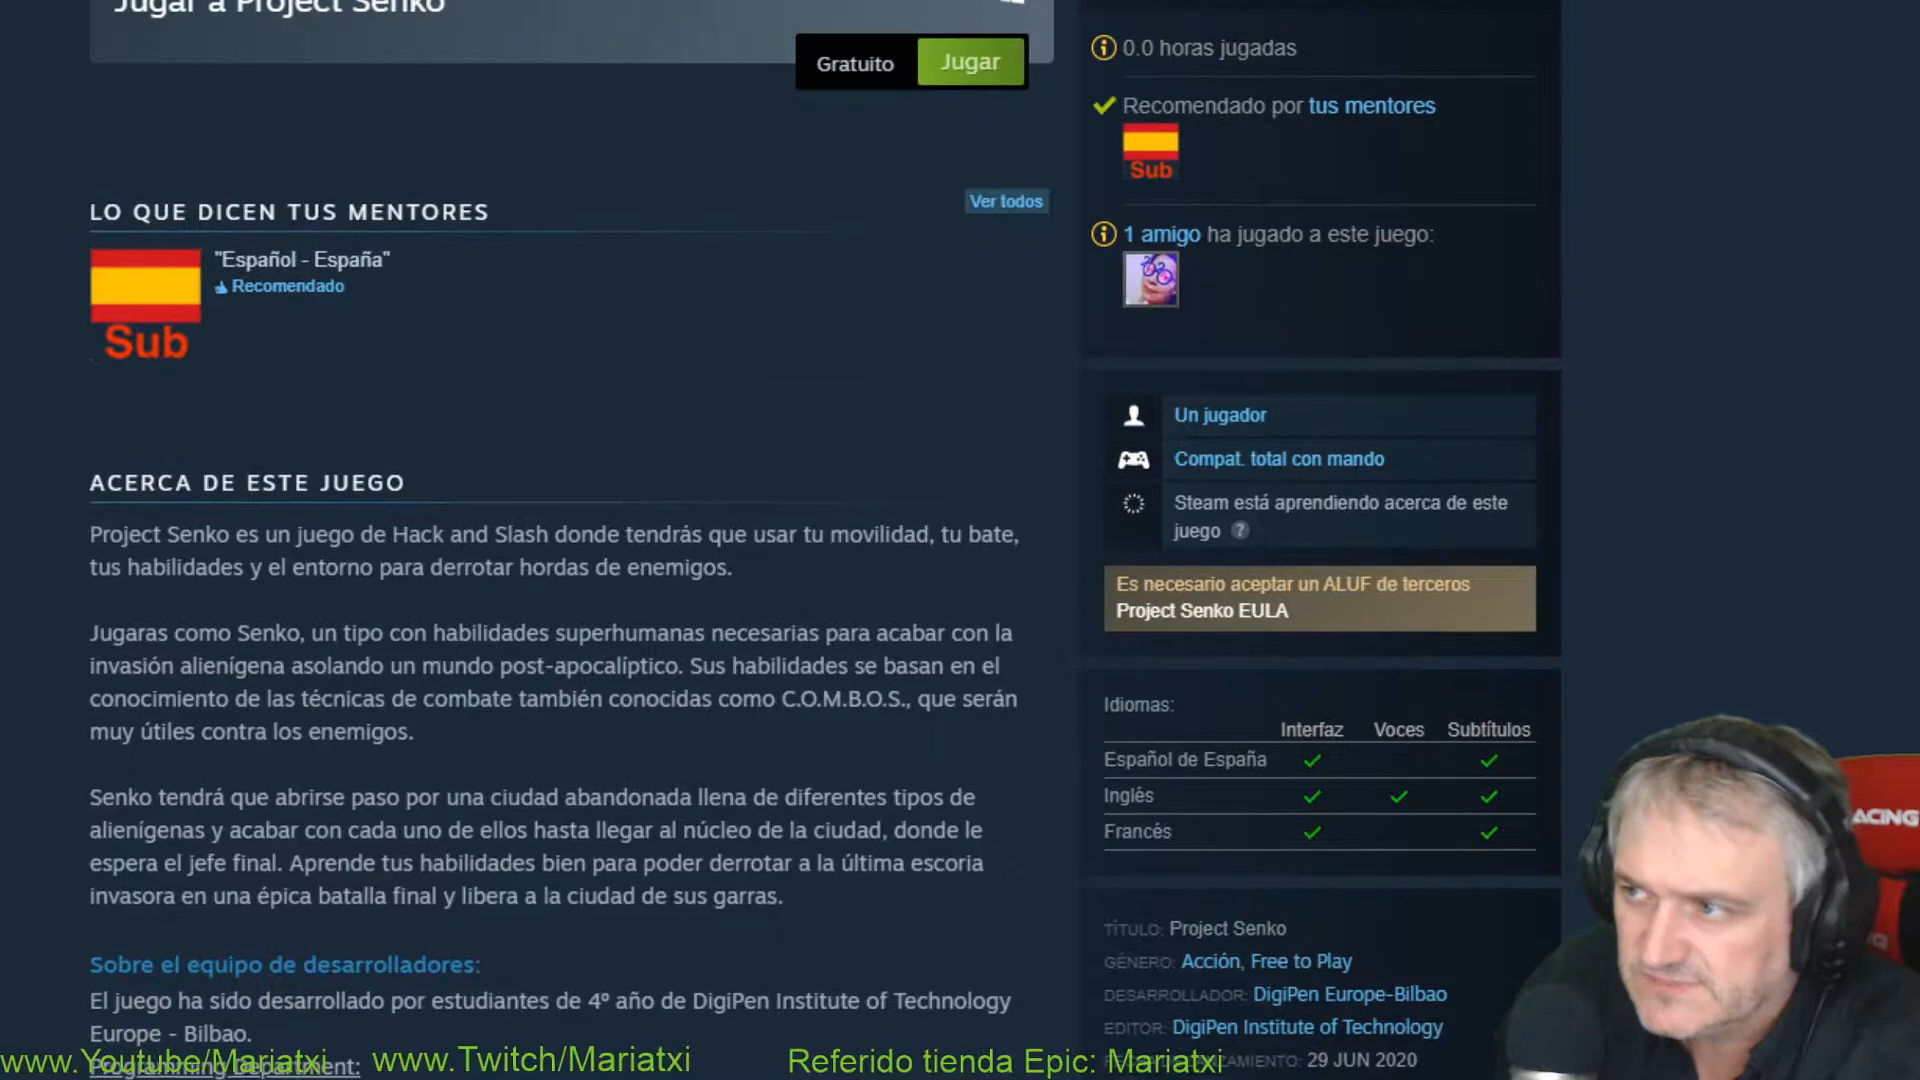 Jugar a Project Senko
Gratuito
Jugar
LO QUE DICEN TUS MENTORES
Ver todos
"Español - España"
Recomendado
Sub
ACERCA DE ESTE JUEGO
Project Senko es un juego de Hack and Slash donde tendrás que usar tu movilidad, tu bate,
tus habilidades y el entorno para derrotar hordas de enemigos.
Jugaras como Senko, un tipo con habilidades superhumanas necesarias para acabar con la
invasión alienígena asolando un mundo post-apocalíptico. Sus habilidades se basan en el
conocimiento de las técnicas de combate también conocidas como C.O.M.B.O.S., que serán
muy útiles contra los enemigos.
Senko tendrá que abrirse paso por una ciudad abandonada llena de diferentes tipos de
alienígenas y acabar con cada uno de ellos hasta llegar al núcleo de la ciudad, donde le
espera el jefe final. Aprende tus habilidades bien para poder derrotar a la última escoria
invasora en una épica batalla final y libera a la ciudad de sus garras.
Sobre el equipo de desarrolladores:
El juego ha sido desarrollado por estudiantes de 4º año de DigiPen Institute of Technology
Europe - Bilbao.
Programming Department:
0.0 horas jugadas
Recomendado por tus mentores
Sub
1 amigo ha jugado a este juego:
Un jugador
Compat. total con mando
Steam está aprendiendo acerca de este
juego ?
Es necesario aceptar un ALUF de terceros
Project Senko EULA
Idiomas:
Interfaz Voces Subtítulos
Español de España
Inglés
Francés
TÍTULO: Project Senko
GÉNERO: Acción, Free to Play
DESARROLLADOR: DigiPen Europe-Bilbao
EDITOR: DigiPen Institute of Technology
29 JUN 2020
ACING
www.Youtube/Mariatxi
www.Twitch/Mariatxi
Referido tienda Epic: Mariatxi